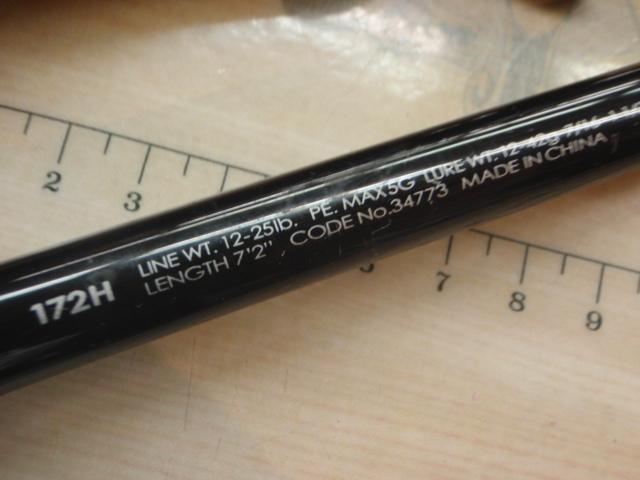 172H
LINE WT. 12-25lb. PE. MAX5G LURE WT. 12-42g
LENGTH 7'2" CODE No.34773 MADE IN CHINA
2 3 7 8 9